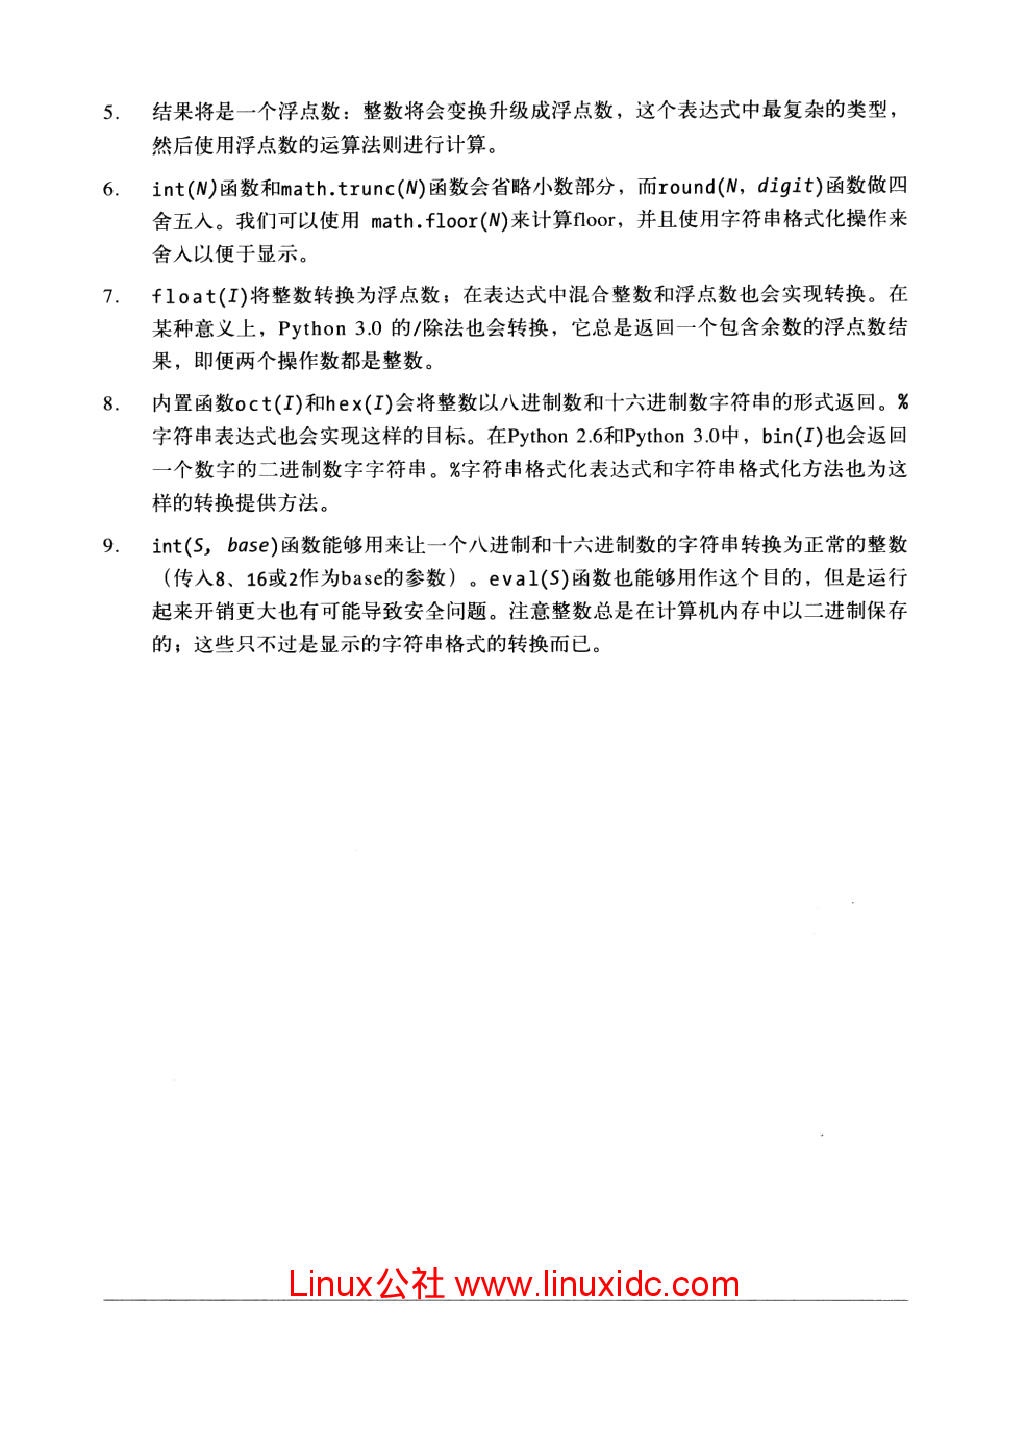 5. 结果将是一个浮点数：整数将会变换升级成浮点数，这个表达式中最复杂的类型，
然后使用浮点数的运算法则进行计算。
6. int(N)函数和math.trunc(N)函数会省略小数部分，而round(N, digit)函数做四
舍五入。我们可以使用 math.floor(N)来计算floor，并且使用字符串格式化操作来
舍入以便于显示。
7. float(I)将整数转换为浮点数；在表达式中混合整数和浮点数也会实现转换。在
某种意义上，Python 3.0 的/除法也会转换，它总是返回一个包含余数的浮点数结
果，即便两个操作数都是整数。
8. 内置函数oct(I)和hex(I)会将整数以八进制数和十六进制数字符串的形式返回。%
字符串表达式也会实现这样的目标。在Python 2.6和Python 3.0中，bin(I)也会返回
一个数字的二进制数字字符串。%字符串格式化表达式和字符串格式化方法也为这
样的转换提供方法。
9. int(S, base)函数能够用来让一个八进制和十六进制数的字符串转换为正常的整数
（传入8、16或2作为base的参数）。eval(S)函数也能够用作这个目的，但是运行
起来开销更大也有可能导致安全问题。注意整数总是在计算机内存中以二进制保存
的；这些只不过是显示的字符串格式的转换而已。
Linux公社 www.linuxidc.com